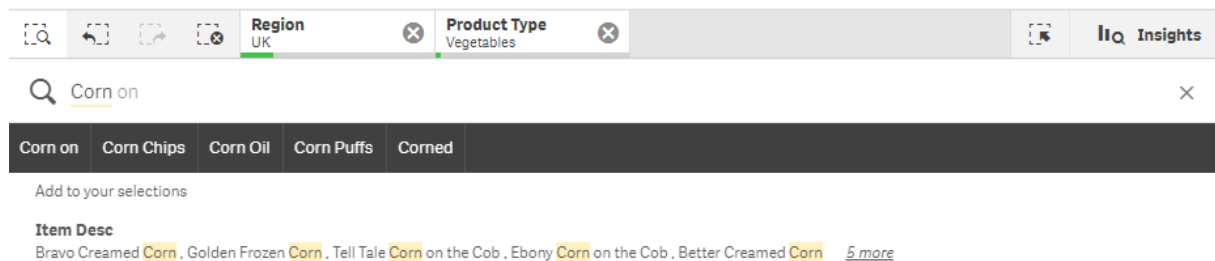 Region
UK
Product Type
Vegetables
Insights
Corn on
Corn on Corn Chips Corn Oil Corn Puffs Corned
Add to your selections
Item Desc
Bravo Creamed Corn , Golden Frozen Corn , Tell Tale Corn on the Cob , Ebony Corn on the Cob , Better Creamed Corn 5 more